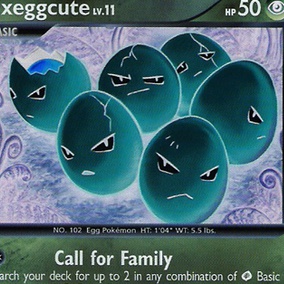 xeggcute LV.11 HP 50
ASIC
NO. 102 Egg Pokémon HT: 1'04" WT: 5.5 lbs.
Call for Family
arch your deck for up to 2 in any combination of Basic